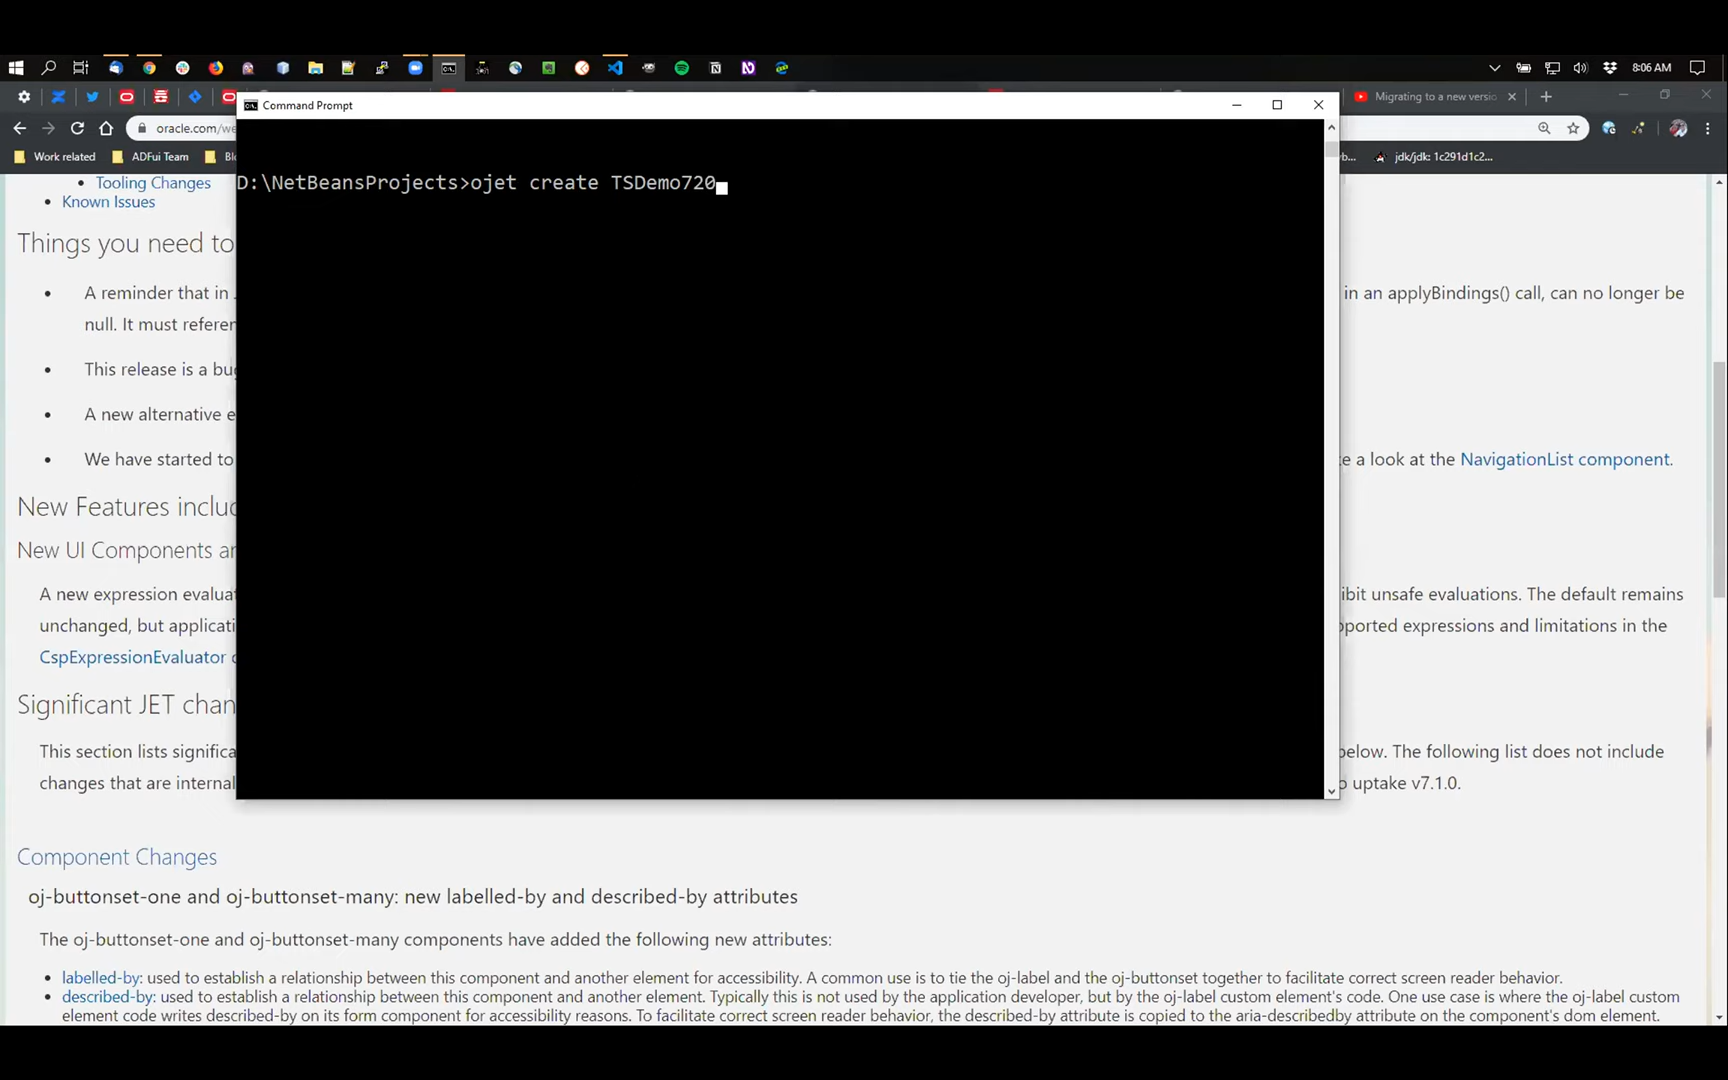 8:06 AM
Command Prompt
Migrating to a new versio
oracle.com/we
Work related
ADFui Team
Blo
jdk/jdk: 1c291d1c2...
D:\NetBeansProjects>ojet create TSDemo720
Tooling Changes
Known Issues
Things you need to
A reminder that in
in an applyBindings() call, can no longer be
null. It must referen
This release is a bug
A new alternative e
We have started to
e a look at the NavigationList component.
New Features includ
New UI Components an
A new expression evaluat
ibit unsafe evaluations. The default remains
unchanged, but applicati
pported expressions and limitations in the
CspExpressionEvaluator
Significant JET chan
This section lists significa
below. The following list does not include
changes that are internal
o uptake v7.1.0.
Component Changes
oj-buttonset-one and oj-buttonset-many: new labelled-by and described-by attributes
The oj-buttonset-one and oj-buttonset-many components have added the following new attributes:
labelled-by: used to establish a relationship between this component and another element for accessibility. A common use is to tie the oj-label and the oj-buttonset together to facilitate correct screen reader behavior.
described-by: used to establish a relationship between this component and another element. Typically this is not used by the application developer, but by the oj-label custom element's code. One use case is where the oj-label custom
element code writes described-by on its form component for accessibility reasons. To facilitate correct screen reader behavior, the described-by attribute is copied to the aria-describedby attribute on the component's dom element.